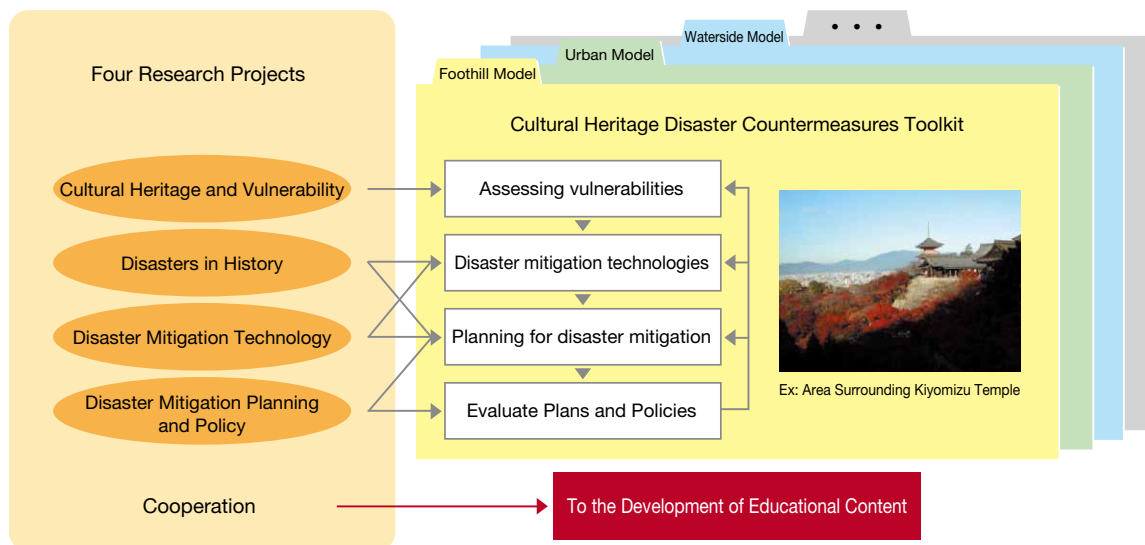 Four Research Projects
Cultural Heritage and Vulnerability
Disasters in History
Disaster Mitigation Technology
Disaster Mitigation Planning
and Policy
Cooperation
Foothill Model
Urban Model
Waterside Model
• • •
Cultural Heritage Disaster Countermeasures Toolkit
Assessing vulnerabilities
Disaster mitigation technologies
Planning for disaster mitigation
Evaluate Plans and Policies
Ex: Area Surrounding Kiyomizu Temple
To the Development of Educational Content